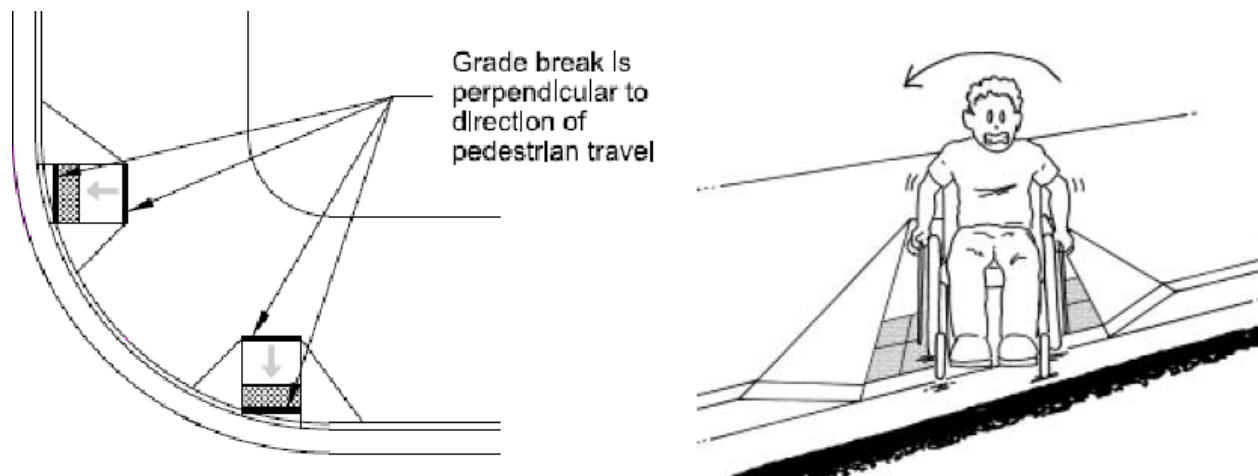 Grade break is
perpendicular to
direction of
pedestrian travel